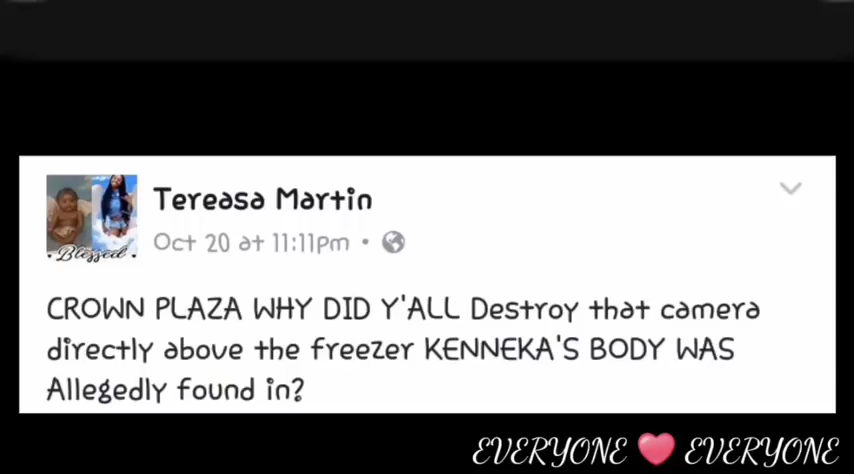 Blessed
Tereasa Martin
Oct 20 at 11:11pm •
CROWN PLAZA WHY DID Y'ALL Destroy that camera
directly above the freezer KENNEKA'S BODY WAS
Allegedly found in?
EVERYONE ❤️ EVERYONE